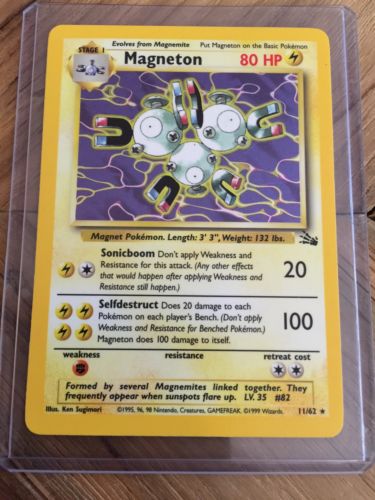 Evolves from Magnemite Put Magneton on the Basic Pokémon
STAGE 1
Magneton 80 HP
Magnet Pokémon. Length: 3' 3", Weight: 132 lbs.
Sonicboom Don't apply Weakness and
Resistance for this attack. (Any other effects
that would happen after applying Weakness and
Resistance still happen.)
20
Selfdestruct Does 20 damage to each
Pokémon on each player's Bench. (Don't apply
Weakness and Resistance for Benched Pokémon.)
Magneton does 100 damage to itself.
100
weakness resistance retreat cost
Formed by several Magnemites linked together. They
frequently appear when sunspots flare up. LV. 35 #82
Illus. Ken Sugimori ©1995, 96, 98 Nintendo, Creatures, GAMEFREAK. ©1999 Wizards. 11/62 ★